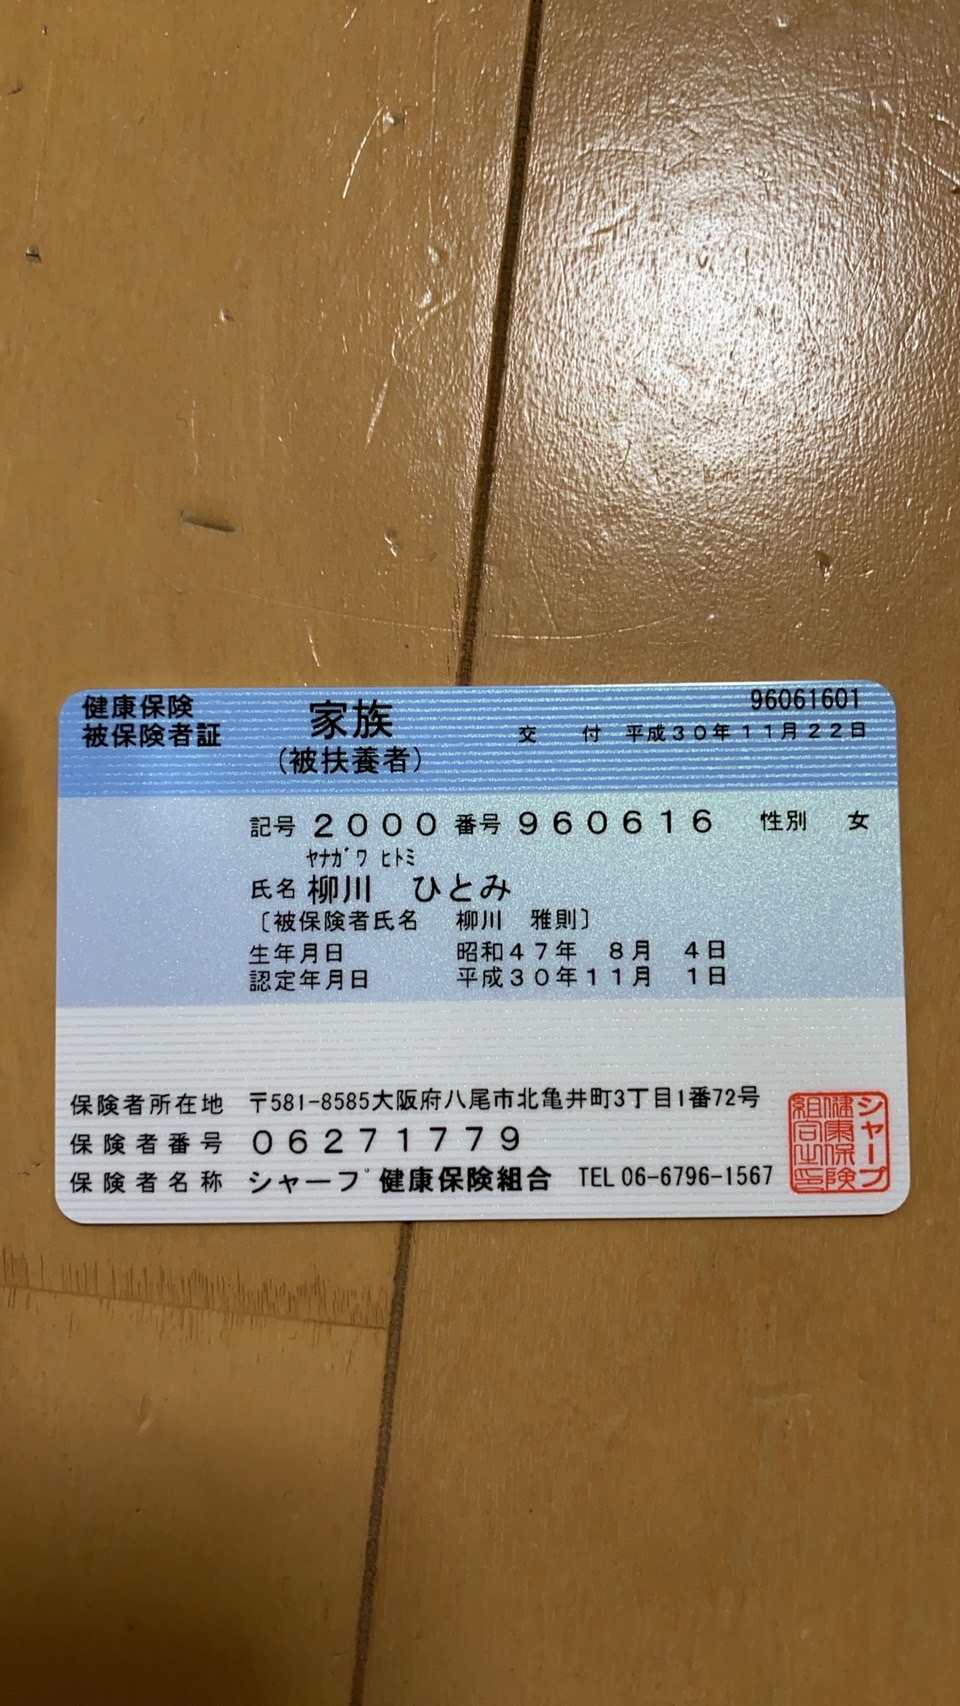 健康保険
被保険者証
家族
(被扶養者)
96061601
交 付 平成30年11月22日
記号 2000 番号 960616 性別 女
ヤナガワ ヒトミ
氏名 柳川 ひとみ
〔被保険者氏名 柳川 雅則〕
生年月日 昭和47年 8月 4日
認定年月日 平成30年11月 1日
保険者所在地 〒581-8585大阪府八尾市北亀井町3丁目1番72号
保険者番号 06271779
保険者名称 シャープ健康保険組合 TEL 06-6796-1567
シャープ
健康保険
組合之印